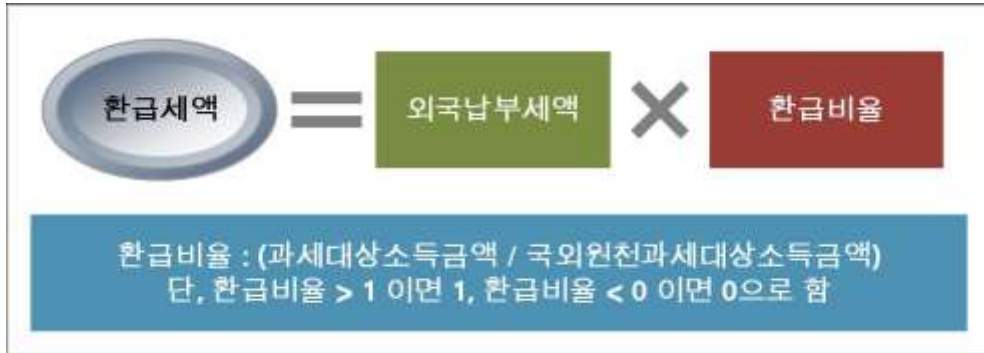 환급세액 = 외국납부세액 × 환급비율
환급비율 : (과세대상소득금액 / 국외원천과세대상소득금액)
단, 환급비율 > 1 이면 1, 환급비율 < 0 이면 0으로 함